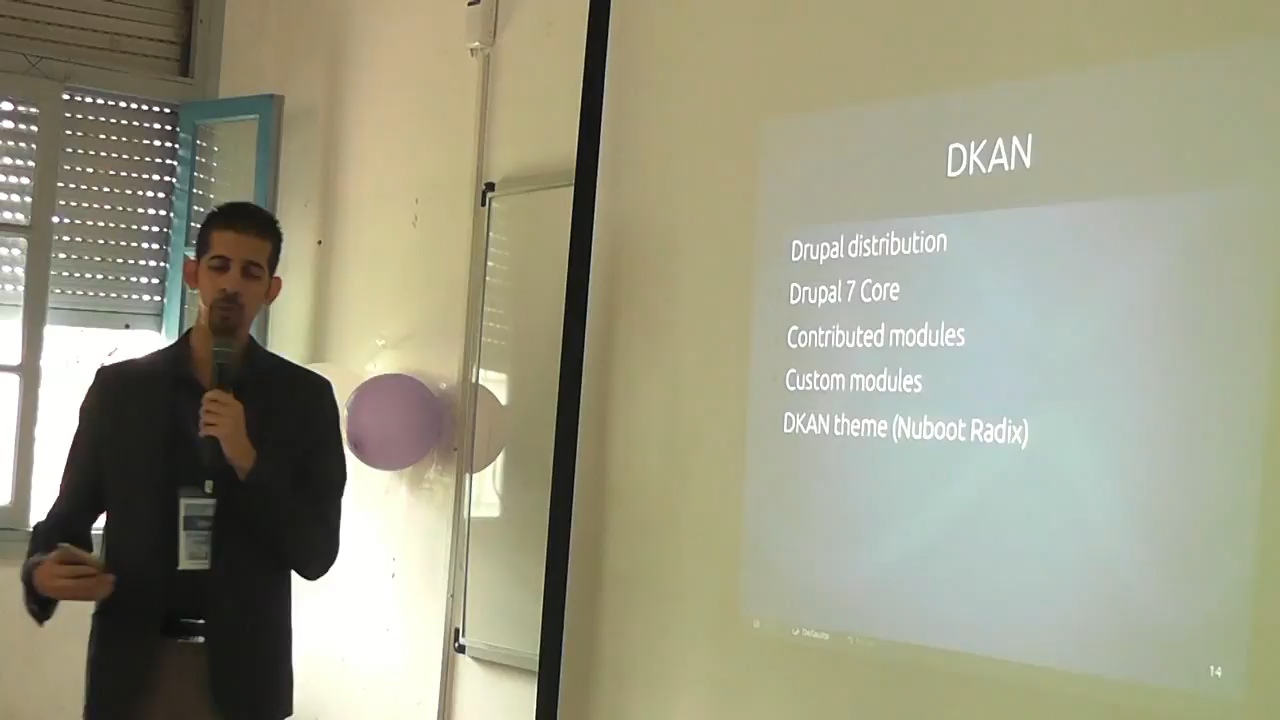 DKAN
Drupal distribution
Drupal 7 Core
Contributed modules
Custom modules
DKAN theme (Nuboot Radix)
14